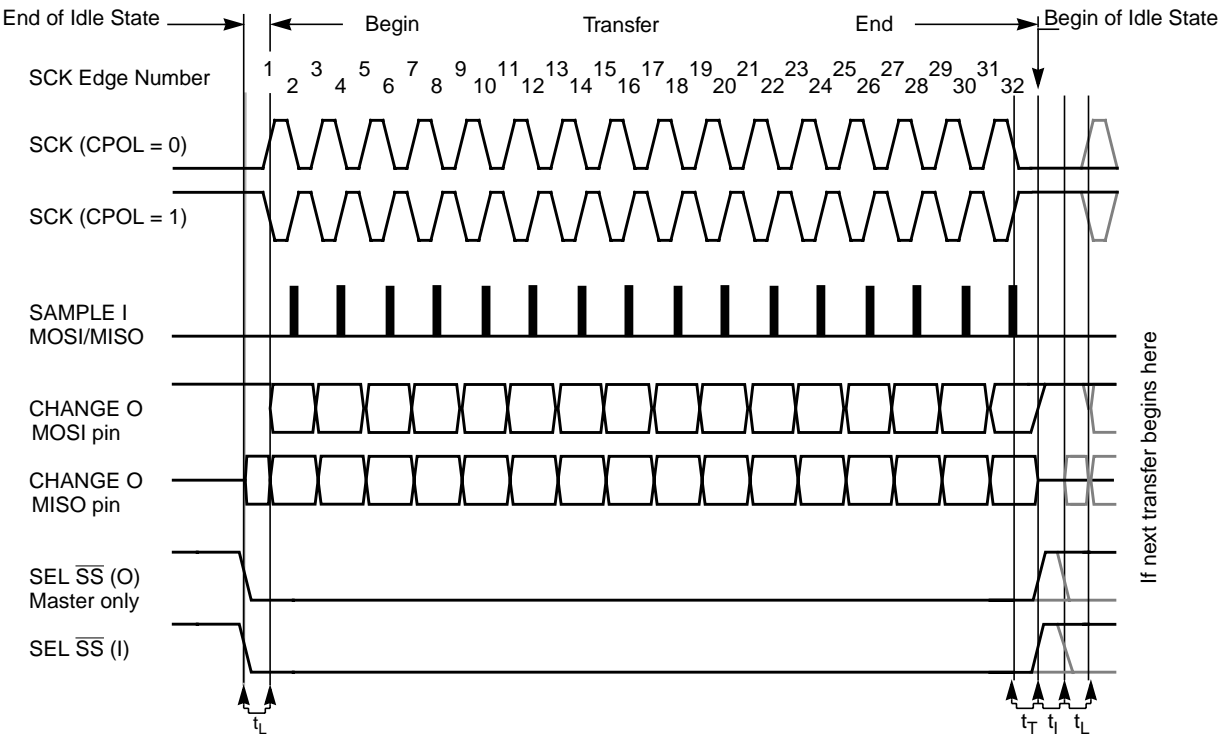 End of Idle State
Begin
Transfer
End
Begin of Idle State
SCK Edge Number
1 3 5 7 9 11 13 15 17 19 21 23 25 27 29 31
2 4 6 8 10 12 14 16 18 20 22 24 26 28 30 32
SCK (CPOL = 0)
SCK (CPOL = 1)
SAMPLE I
MOSI/MISO
CHANGE O
MOSI pin
CHANGE O
MISO pin
SEL SS (O)
Master only
SEL SS (I)
tL
tT tI tL
If next transfer begins here